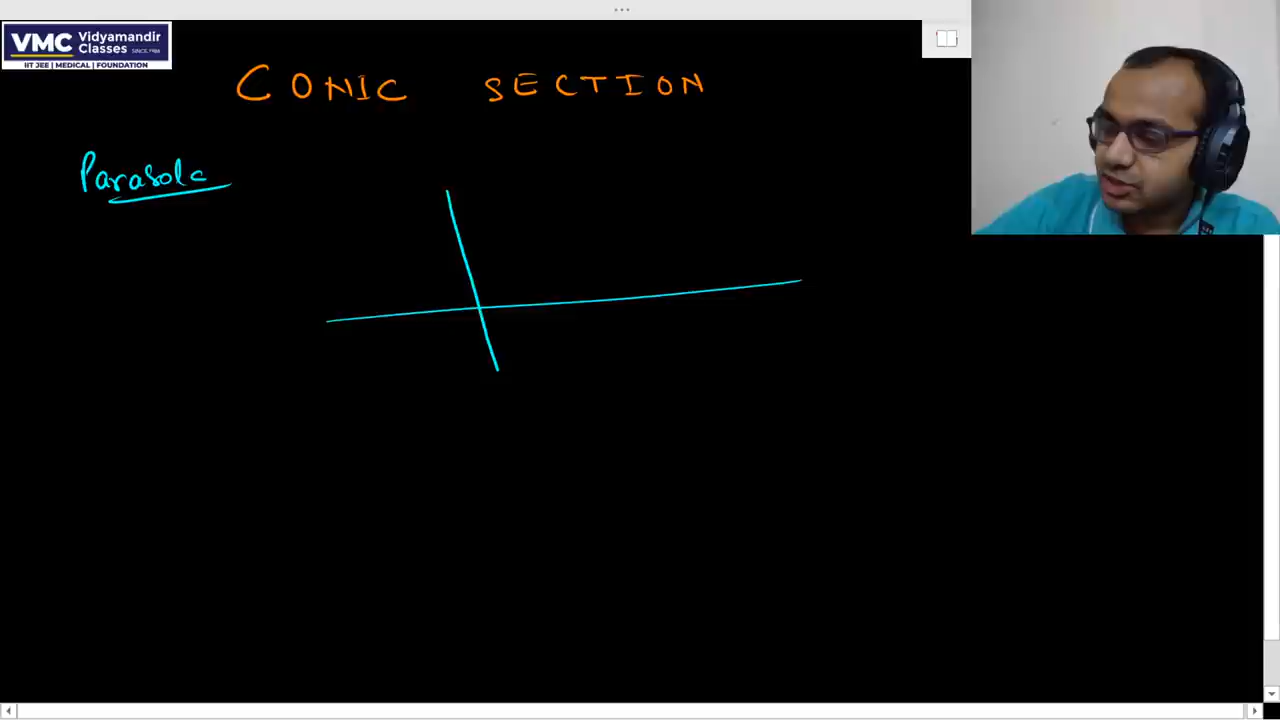 VMC Vidyamandir
Classes
SINCE 1986
IIT JEE | MEDICAL | FOUNDATION
CONIC SECTION
Parabola